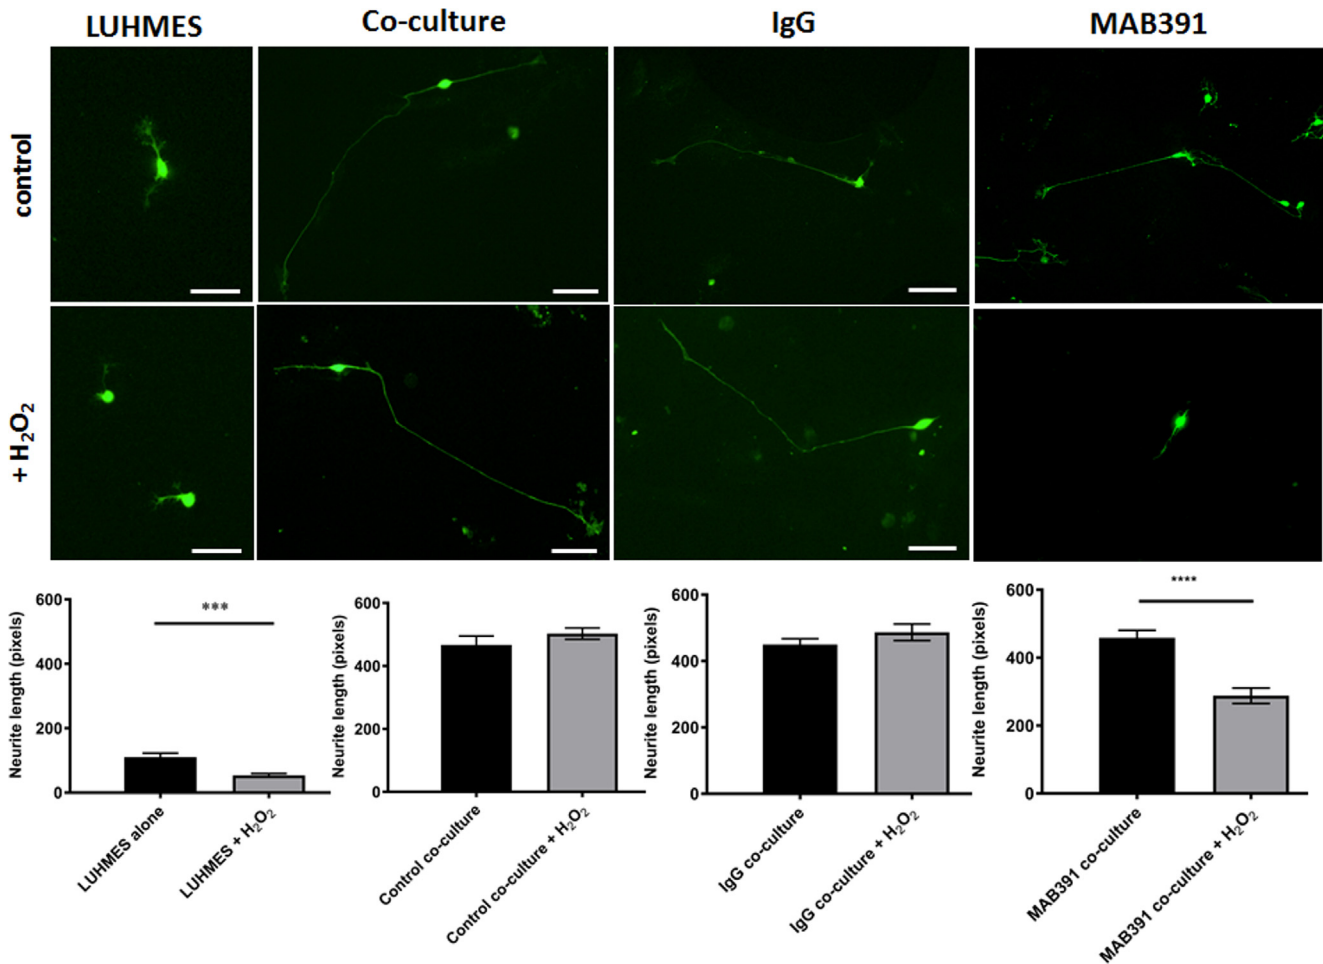 LUHMES Co-culture IgG MAB391
control
+ H₂O₂
Neurite length (pixels)
600
400
200
0
***
LUHMES alone
LUHMES + H₂O₂
Neurite length (pixels)
600
400
200
0
Control co-culture
Control co-culture + H₂O₂
Neurite length (pixels)
600
400
200
0
IgG co-culture
IgG co-culture + H₂O₂
Neurite length (pixels)
600
400
200
0
****
MAB391 co-culture
MAB391 co-culture + H₂O₂